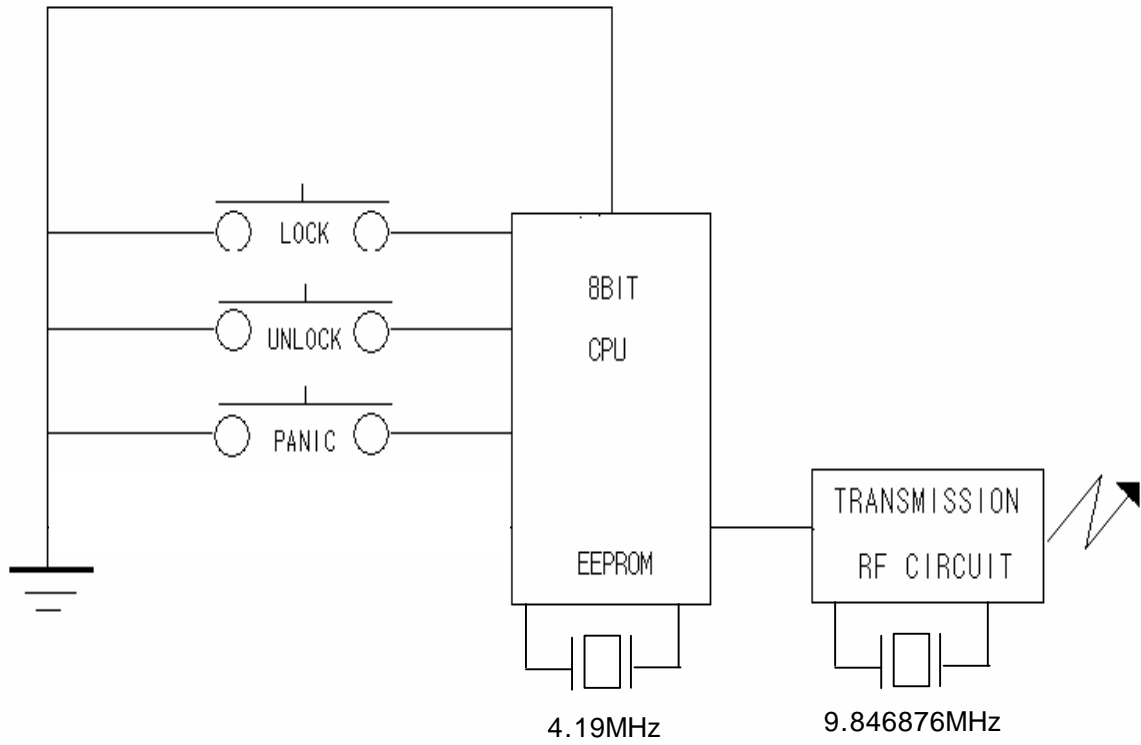 LOCK
UNLOCK
PANIC
8BIT
CPU
EEPROM
TRANSMISSION
RF CIRCUIT
4.19MHz
9.846876MHz